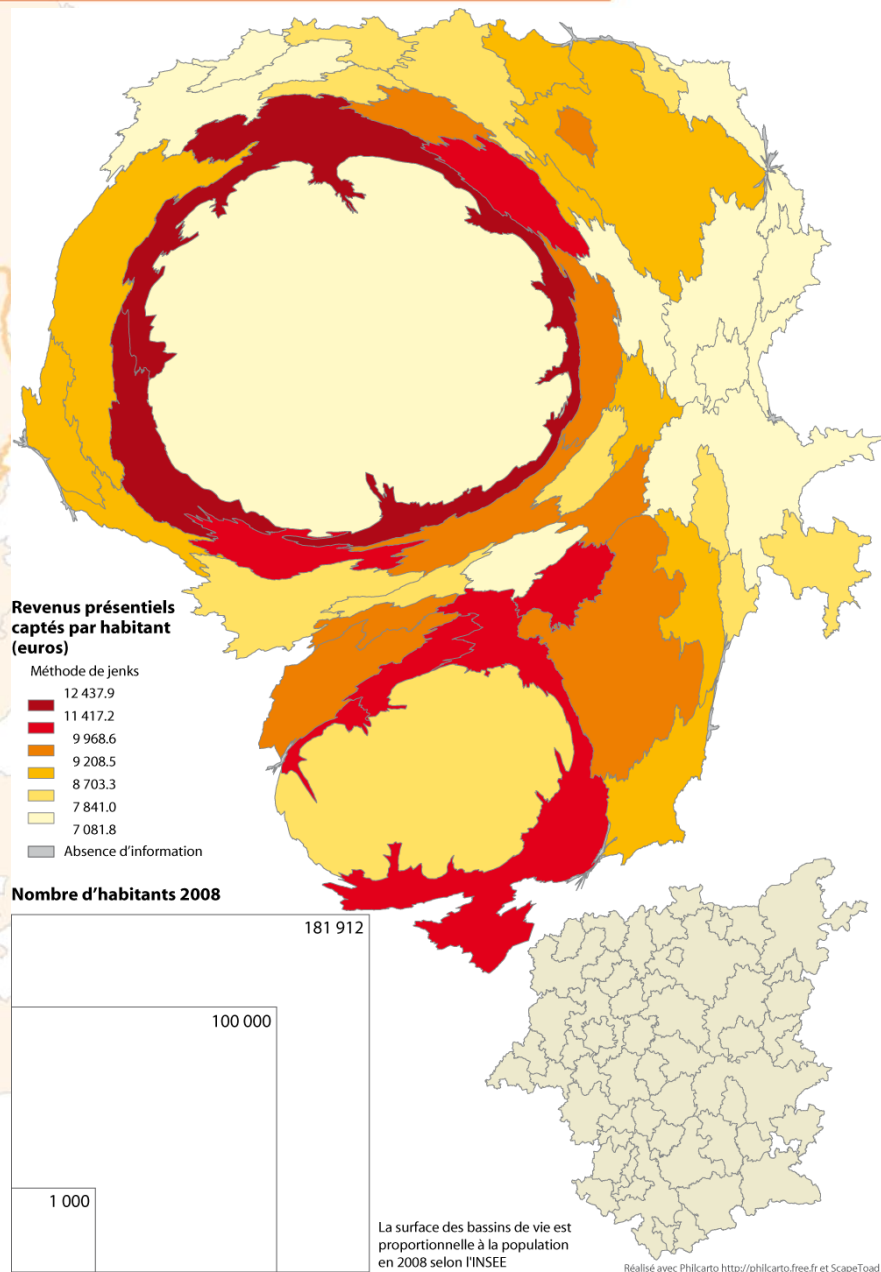 Revenus présentiels
captés par habitant
(euros)
Méthode de jenks
12 437.9
11 417.2
9 968.6
9 208.5
8 703.3
7 841.0
7 081.8
Absence d'information
Nombre d'habitants 2008
181 912
100 000
1 000
La surface des bassins de vie est
proportionnelle à la population
en 2008 selon l'INSEE
Réalisé avec Philcarto http://philcarto.free.fr et ScapeToad